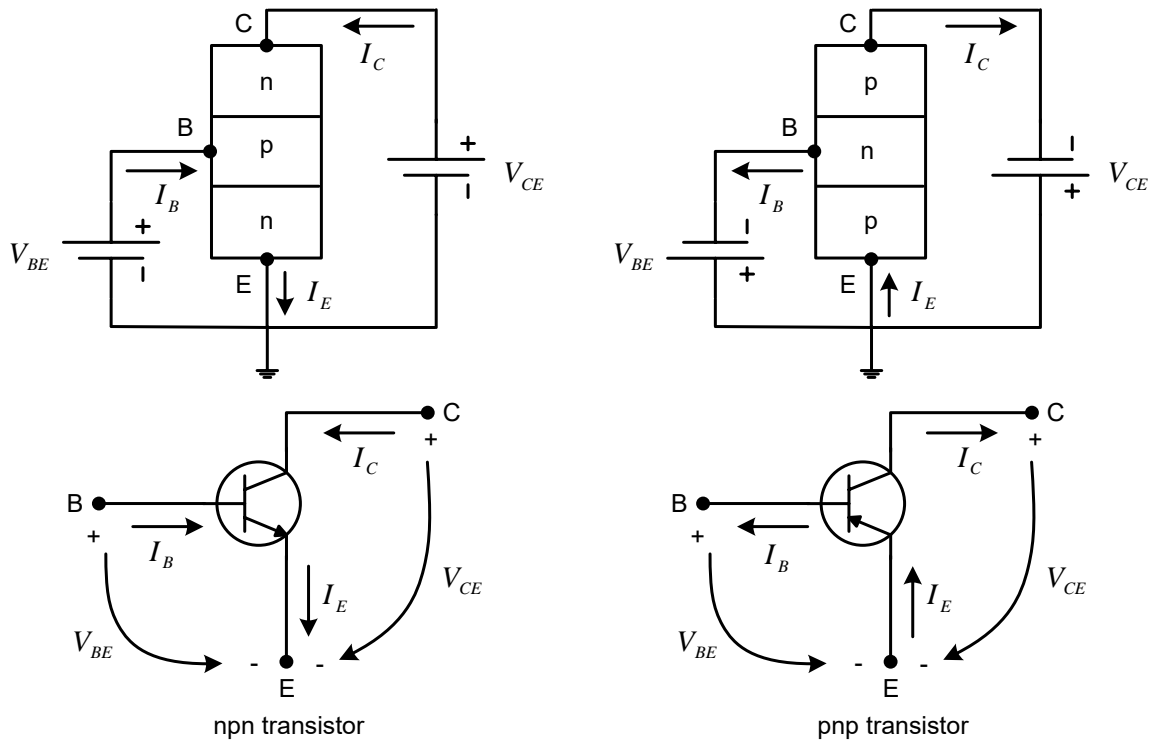 C
I_C
n
B
p
I_B
n
+
-
V_CE
+
-
V_BE
E
I_E
C
I_C
p
B
n
I_B
p
-
+
V_CE
-
+
V_BE
E
I_E
C
+
I_C
B
+
I_B
V_CE
I_E
V_BE
- -
E
npn transistor
C
+
I_C
B
+
I_B
V_CE
I_E
V_BE
- -
E
pnp transistor